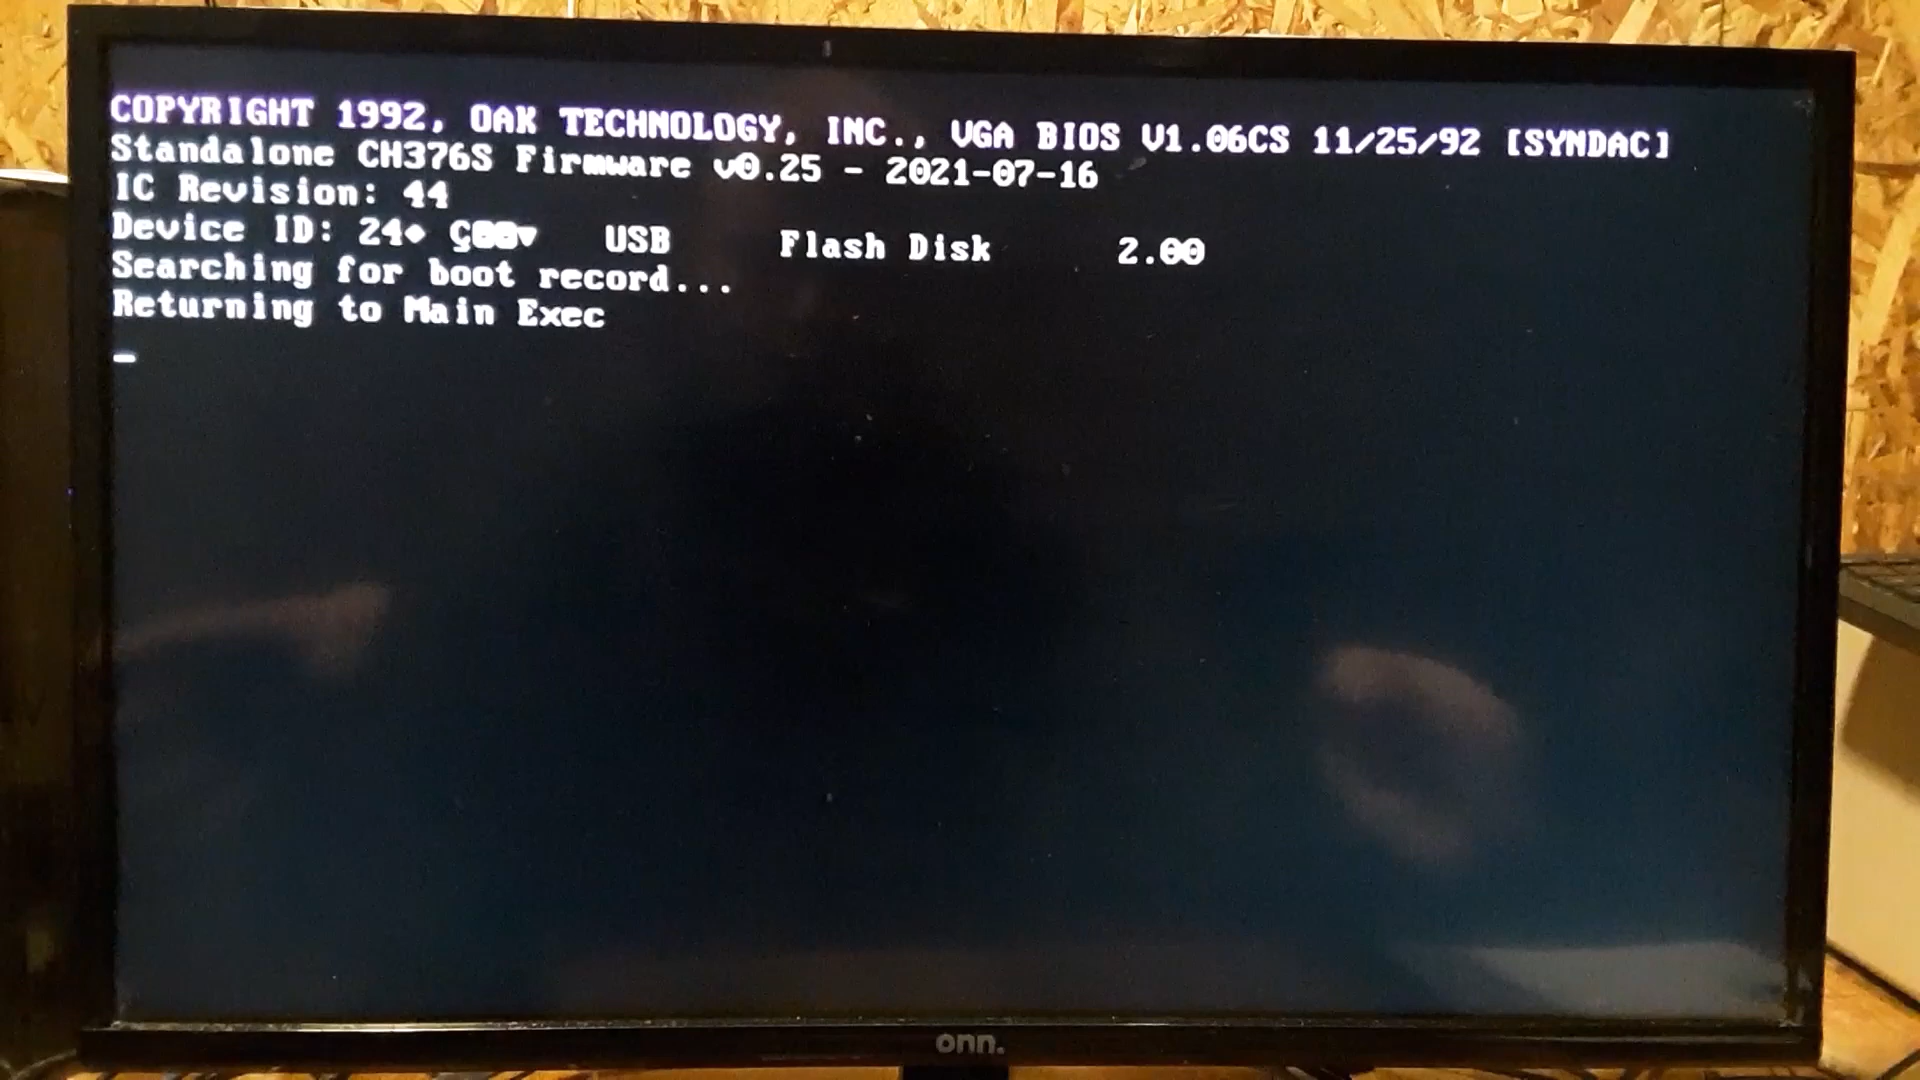 COPYRIGHT 1992, OAK TECHNOLOGY, INC., VGA BIOS V1.06CS 11/25/92 [SYNDAC]
Standalone CH376S Firmware v0.25 - 2021-07-16
IC Revision: 44
Device ID: 24♦ Ç◙◙▼ USB Flash Disk 2.00
Searching for boot record...
Returning to Main Exec
onn.